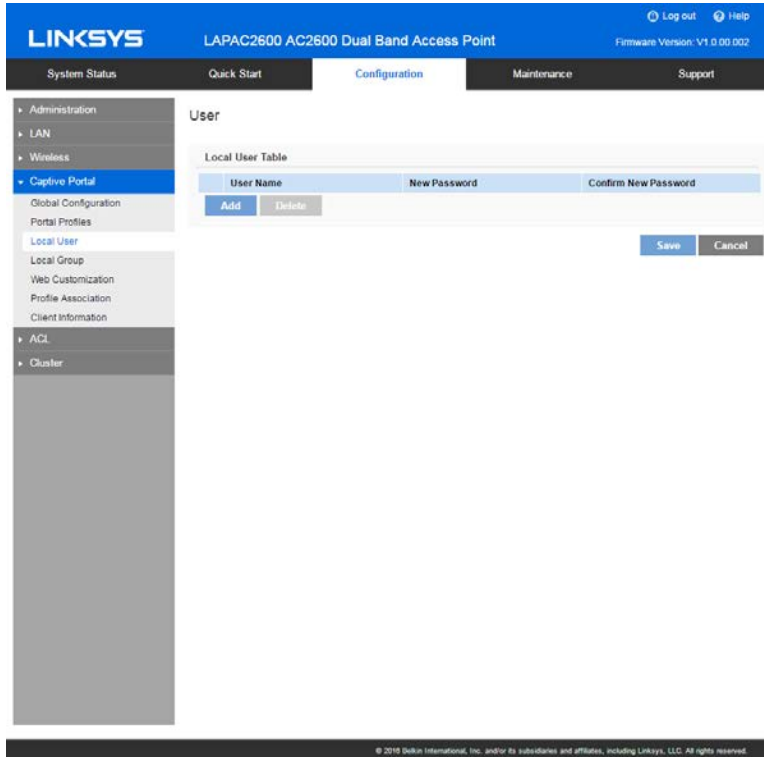 Log out Help
LINKSYS LAPAC2600 AC2600 Dual Band Access Point Firmware Version: V1.0.00.002
System Status Quick Start Configuration Maintenance Support
Administration
LAN
Wireless
Captive Portal
Global Configuration
Portal Profiles
Local User
Local Group
Web Customization
Profile Association
Client Information
ACL
Cluster
User
Local User Table
User Name New Password Confirm New Password
Add Delete
Save Cancel
© 2016 Belkin International, Inc. and/or its subsidiaries and affiliates, including Linksys, LLC. All rights reserved.